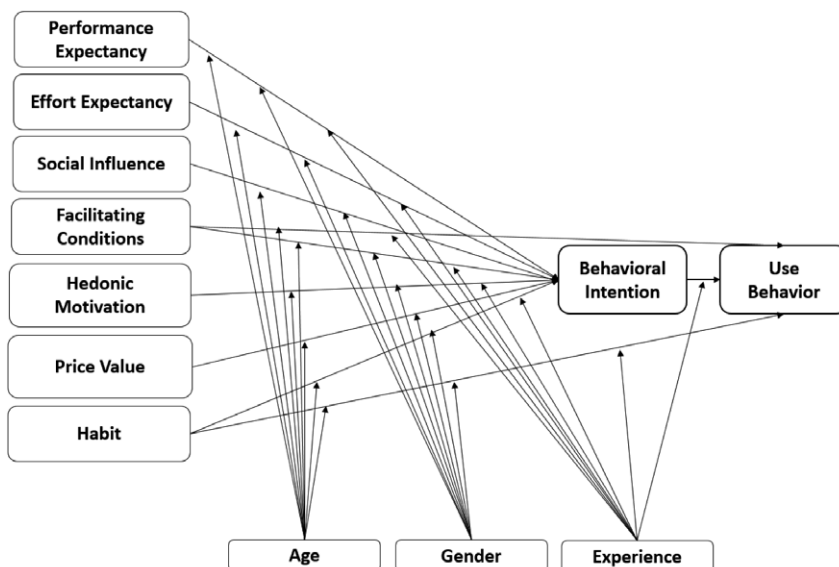 Performance
Expectancy
Effort Expectancy
Social Influence
Facilitating
Conditions
Hedonic
Motivation
Price Value
Habit
Behavioral
Intention
Use
Behavior
Age
Gender
Experience